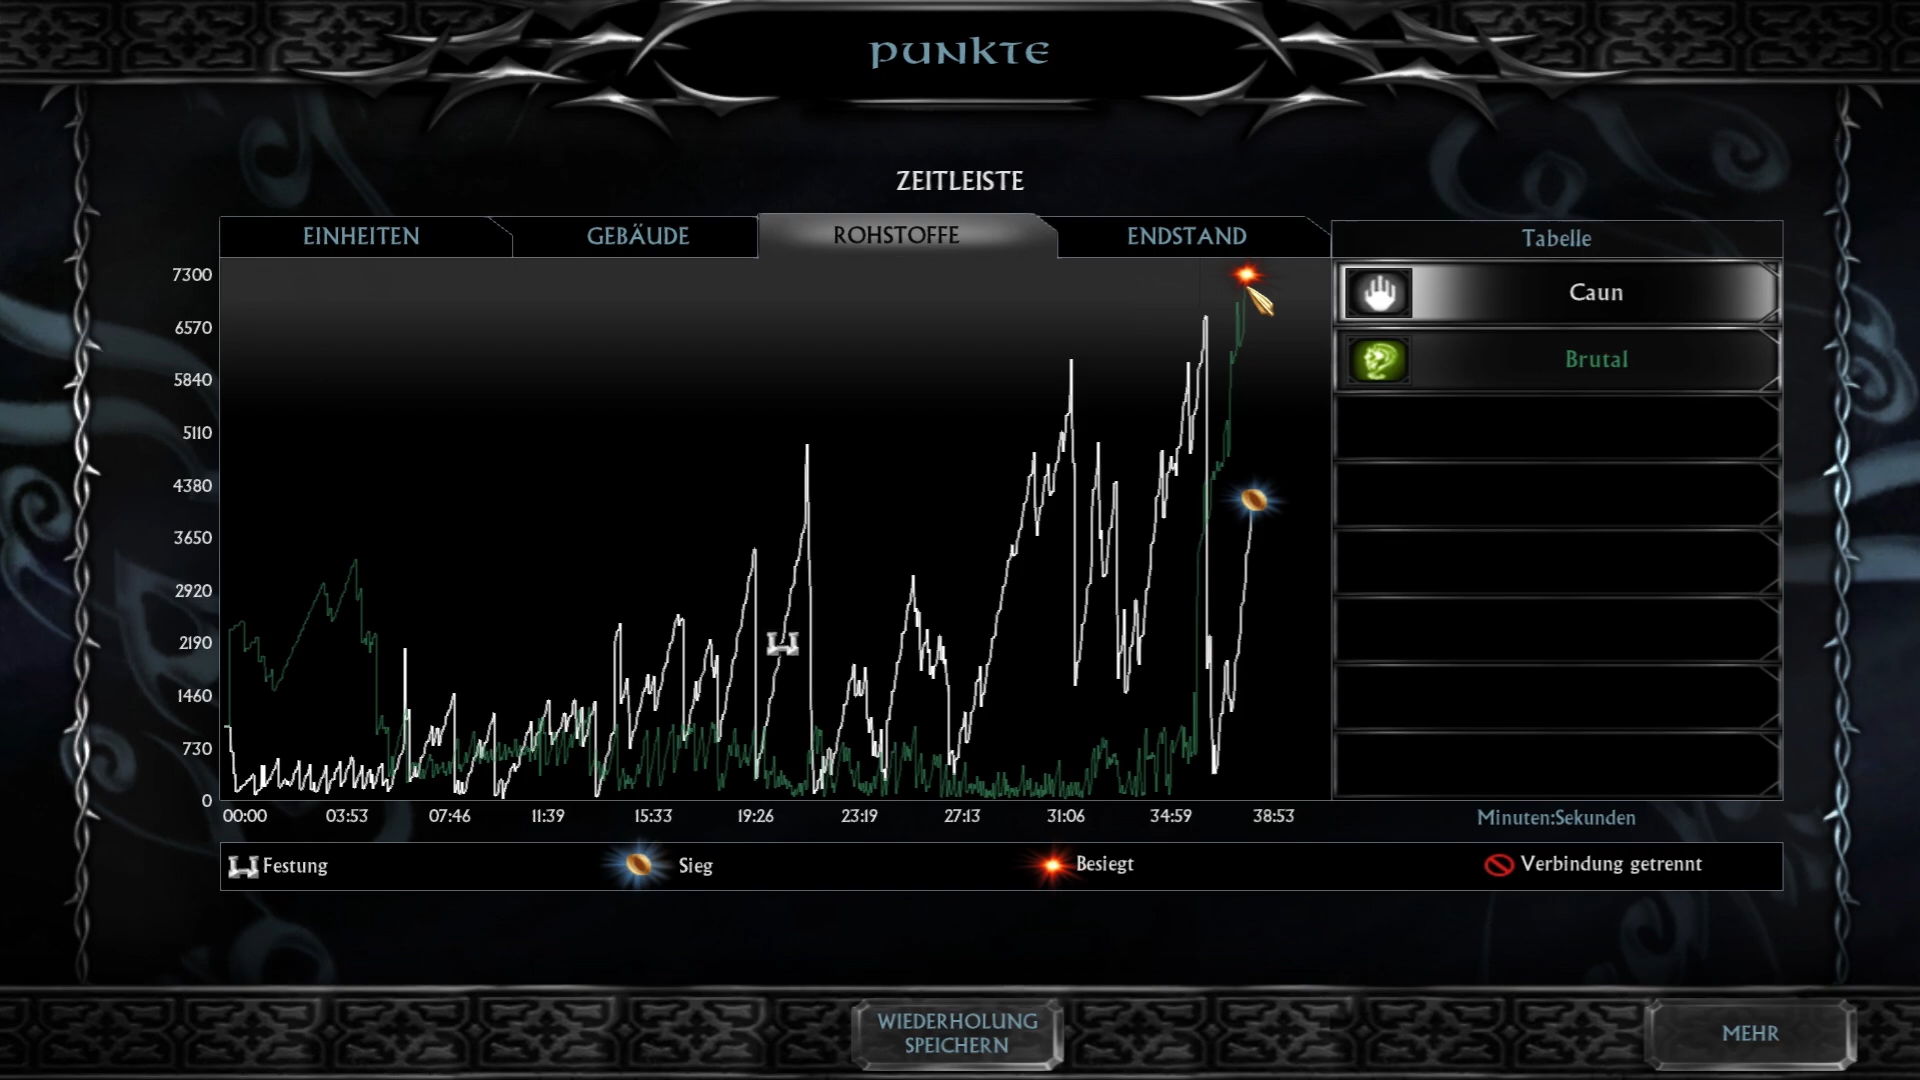 PUNKTE
ZEITLEISTE
EINHEITEN
GEBÄUDE
ROHSTOFFE
ENDSTAND
Tabelle
Caun
Brutal
7300
6570
5840
5110
4380
3650
2920
2190
1460
730
0
00:00 03:53 07:46 11:39 15:33 19:26 23:19 27:13 31:06 34:59 38:53
Minuten:Sekunden
Festung
Sieg
Besiegt
Verbindung getrennt
WIEDERHOLUNG
SPEICHERN
MEHR